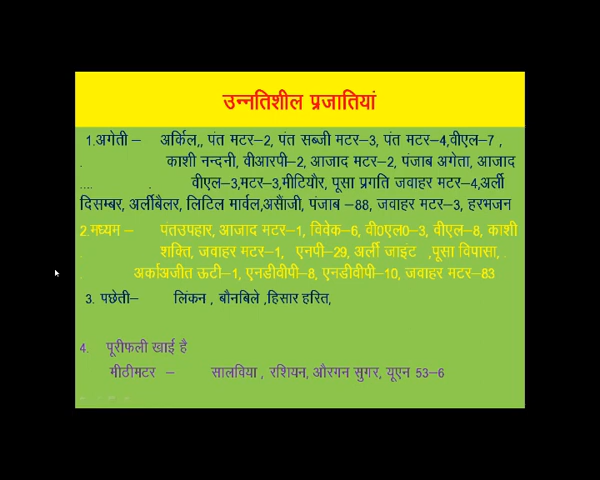 उन्नतिशील प्रजातियां
1.अगेती – अर्किल,, पंत मटर–2, पंत सब्जी मटर–3, पंत मटर–4,वीएल–7 ,
. काशी नन्दनी, वीआरपी–2, आजाद मटर–2, पंजाब अगेता, आजाद
.... . वीएल–3,मटर–3,मीटियौर, पूसा प्रगति जवाहर मटर–4,अर्ली
दिसम्बर, अर्लीबैलर, लिटिल मार्वल,असौजी, पंजाब –88, जवाहर मटर–3, हरभजन
2.मध्यम – पंतउपहार, आजाद मटर–1, विवेक–6, वी0एल0–3, वीएल–8, काशी
. शक्ति, जवाहर मटर–1, एनपी–29, अर्ली जाइंट ,पूसा विपासा, .
. अर्काअजीत ऊटी–1, एनडीवीपी–8, एनडीवीपी–10, जवाहर मटर–83
3. पछेती– लिंकन , बौनबिले ,हिसार हरित,
4. पूरीफली खाई है
मीठीमटर – सालविया , रशियन, औरगन सुगर, यूएन 53–6